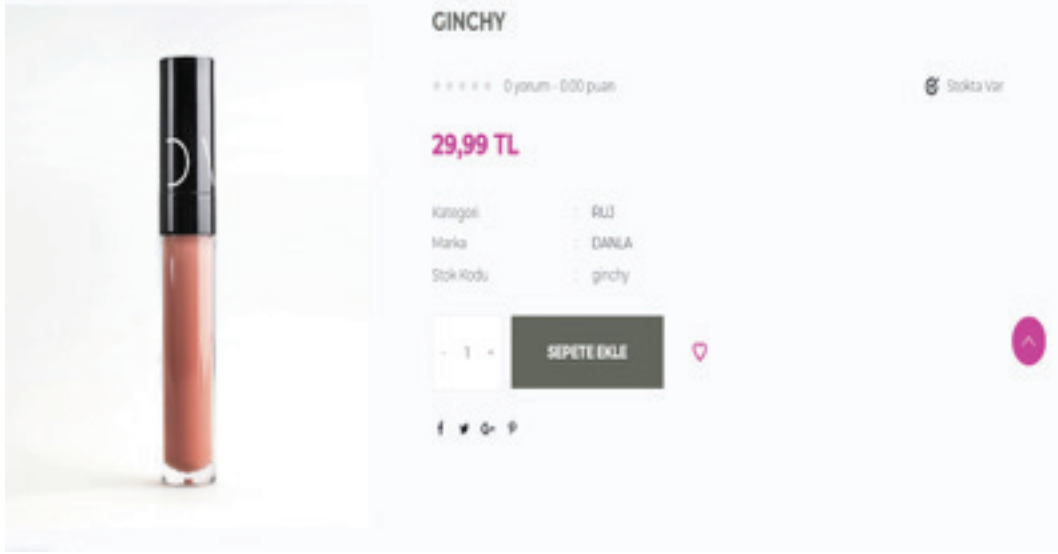 GINCHY
0 yorum - 0.00 puan
Stokta Var
29,99 TL
Kategori : RUJ
Marka : DANLA
Stok Kodu : ginchy
- 1 +
SEPETE EKLE
D